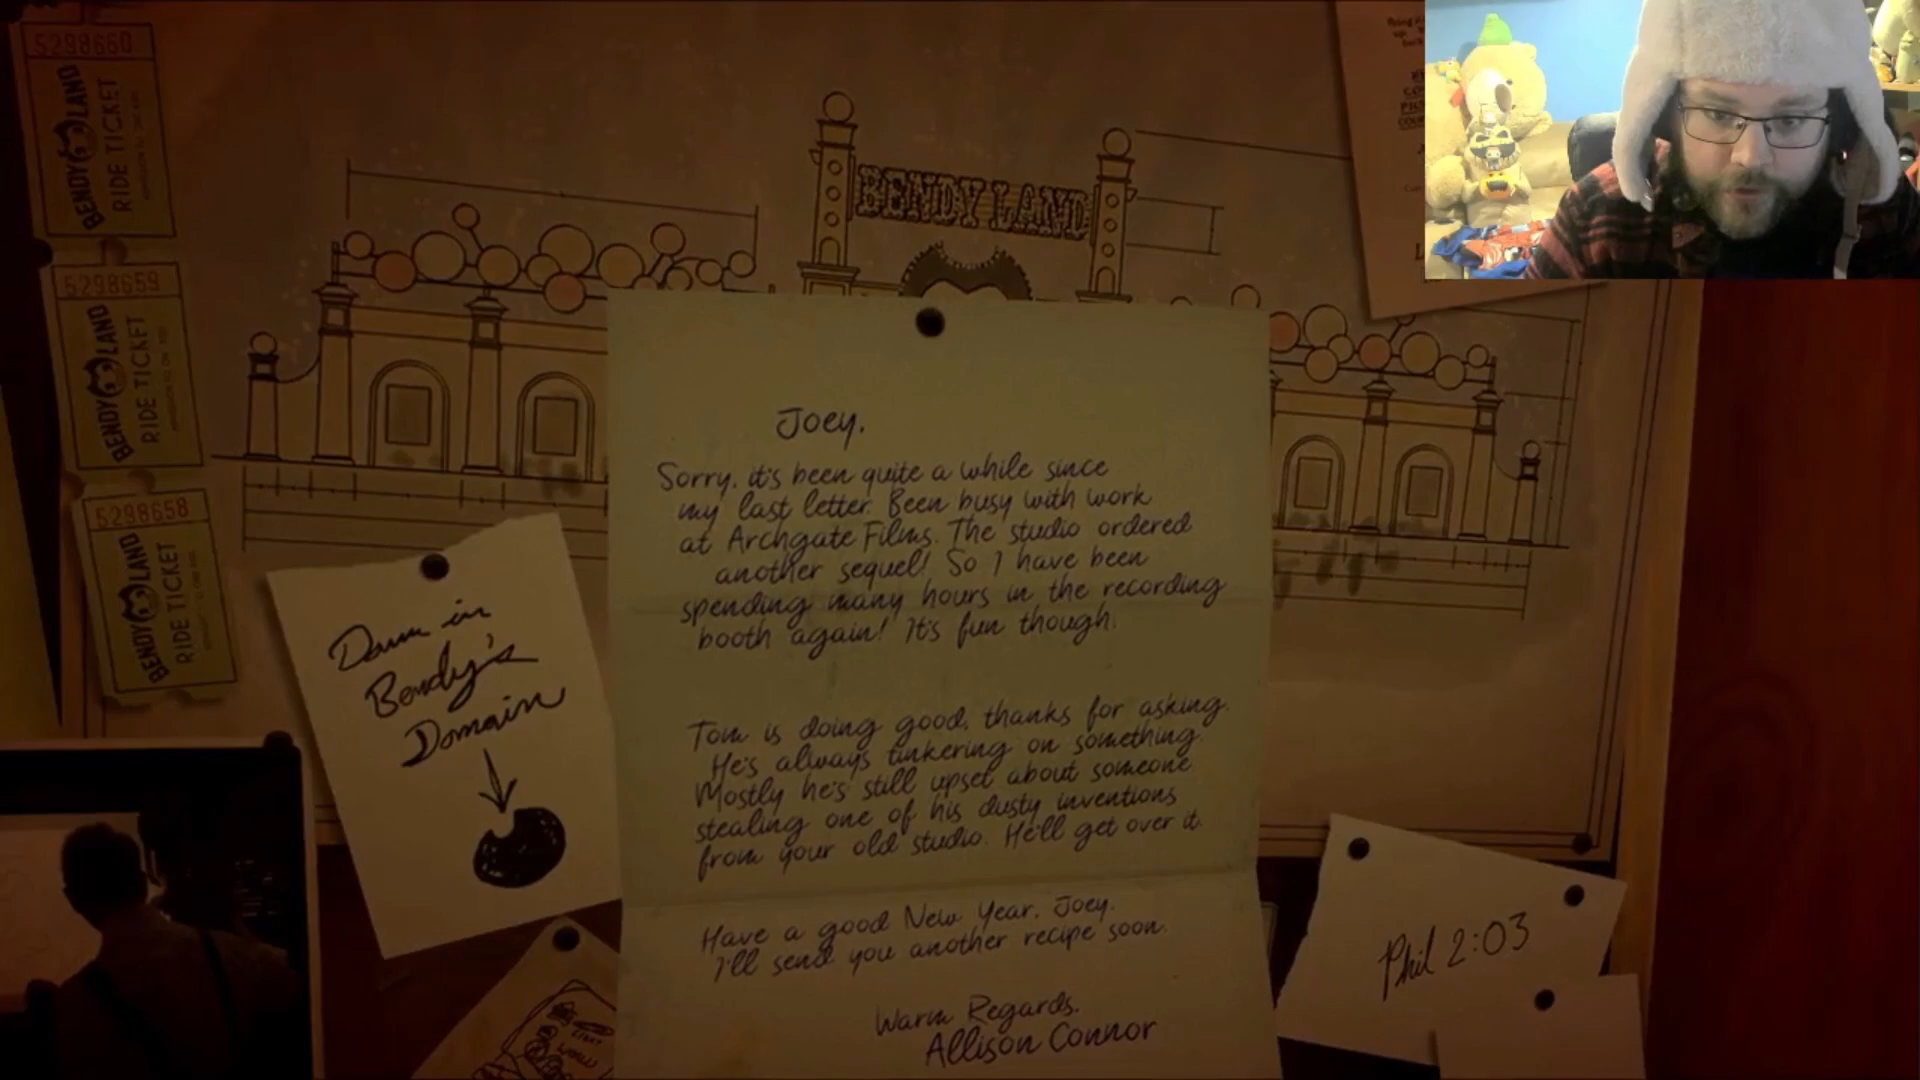 5298660
BENDY LAND
RIDE TICKET
5298659
BENDY LAND
RIDE TICKET
5298658
BENDY LAND
RIDE TICKET
BENDY LAND
Down in
Bendy's
Domain
Joey,
Sorry, it's been quite a while since
my last letter. Been busy with work
at Archgate Films. The studio ordered
another sequel! So I have been
spending many hours in the recording
booth again! It's fun though.
Tom is doing good, thanks for asking.
He's always tinkering on something.
Mostly he's still upset about someone
stealing one of his dusty inventions
from your old studio. He'll get over it.
Have a good New Year, Joey.
I'll send you another recipe soon.
Warm Regards,
Allison Connor
Phil 2:03